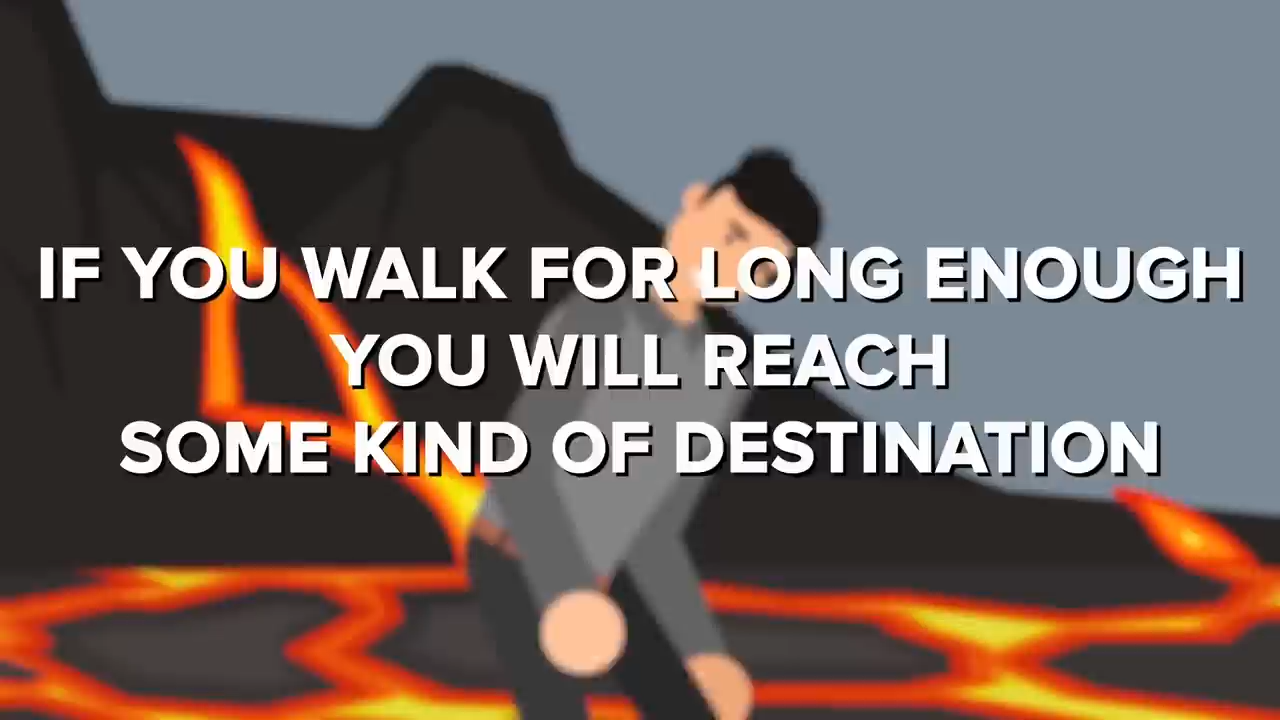 IF YOU WALK FOR LONG ENOUGH
YOU WILL REACH
SOME KIND OF DESTINATION